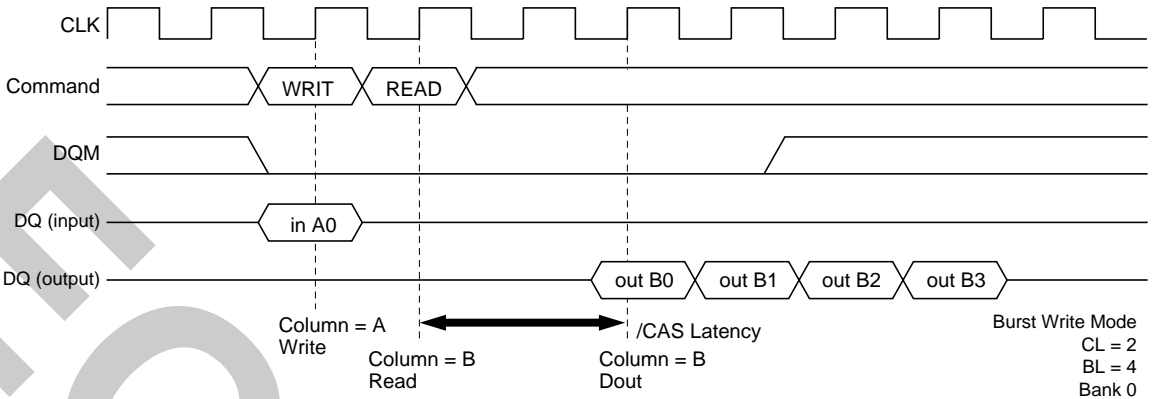 CLK
Command
WRIT
READ
DQM
DQ (input)
in A0
DQ (output)
out B0
out B1
out B2
out B3
Column = A
Write
Column = B
Read
/CAS Latency
Column = B
Dout
Burst Write Mode
CL = 2
BL = 4
Bank 0